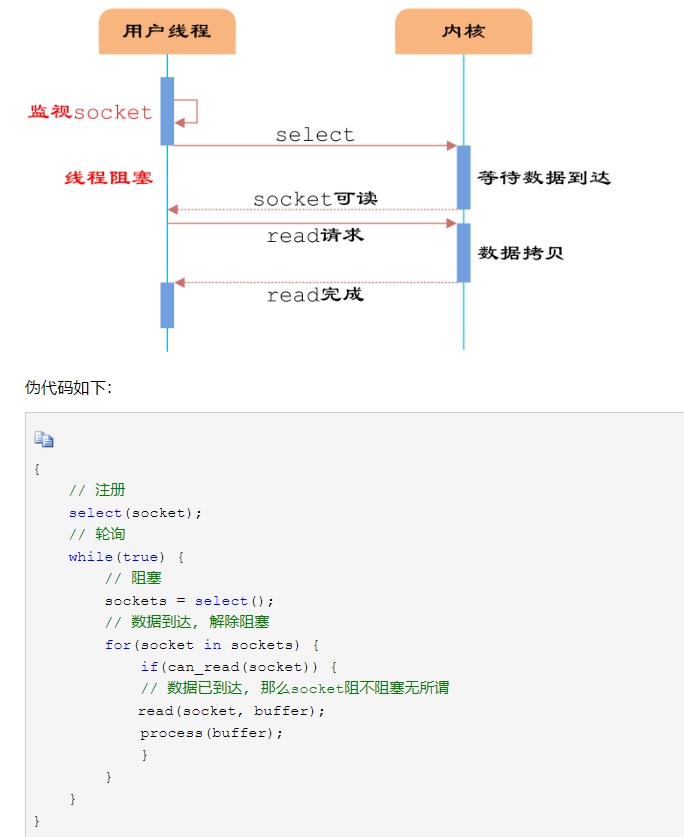 用户线程
内核
监视socket
select
线程阻塞
等待数据到达
socket可读
read请求
数据拷贝
read完成
伪代码如下:
{
// 注册
select(socket);
// 轮询
while(true) {
// 阻塞
sockets = select();
// 数据到达, 解除阻塞
for(socket in sockets) {
if(can_read(socket)) {
// 数据已到达, 那么socket阻不阻塞无所谓
read(socket, buffer);
process(buffer);
}
}
}
}